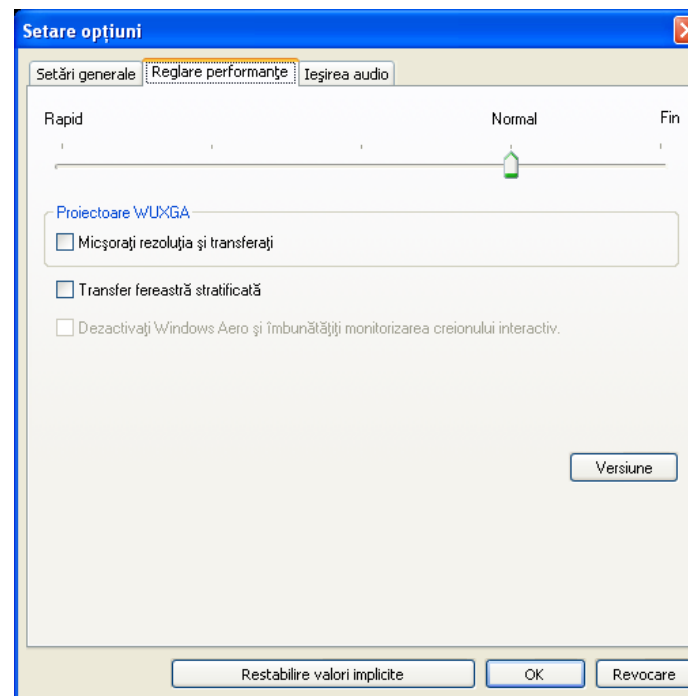 Setare opțiuni
Setări generale Reglare performanțe Ieșirea audio
Rapid Normal Fin
Proiectoare WUXGA
Micșorați rezoluția și transferați
Transfer fereastră stratificată
Dezactivați Windows Aero și îmbunătățiți monitorizarea creionului interactiv.
Versiune
Restabilire valori implicite OK Revocare